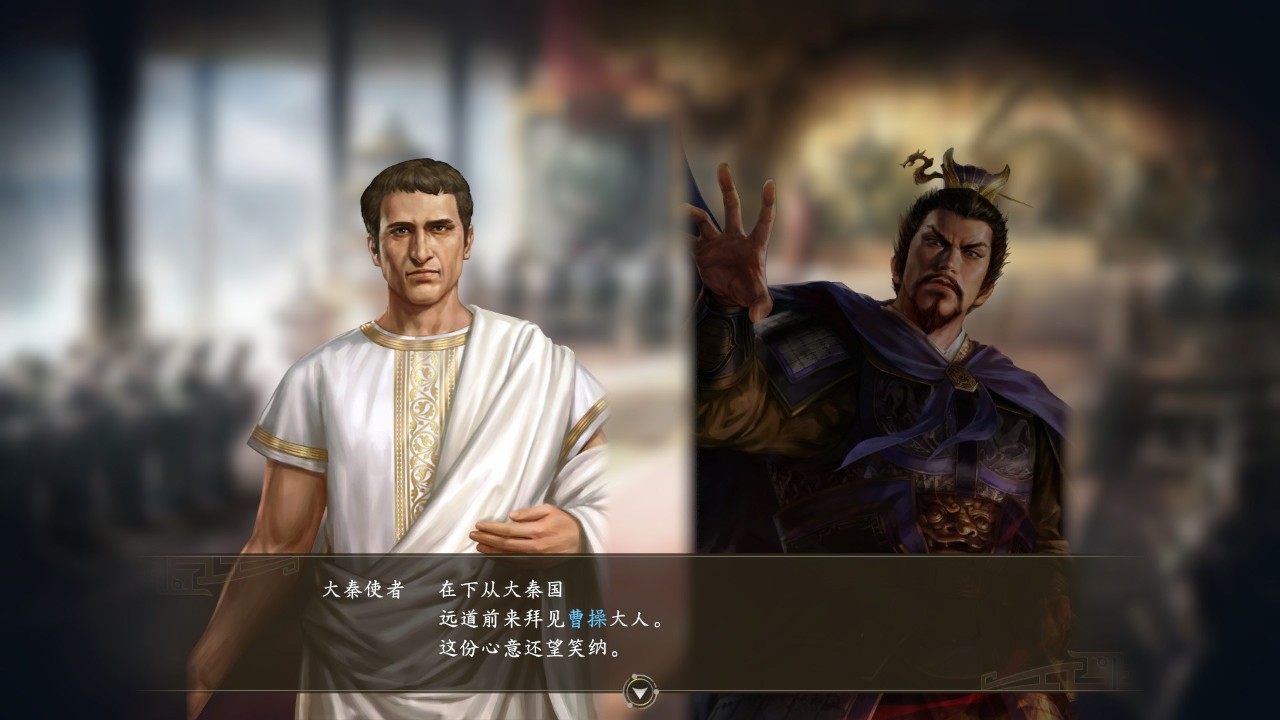 大秦使者
在下从大秦国
远道前来拜见曹操大人。
这份心意还望笑纳。